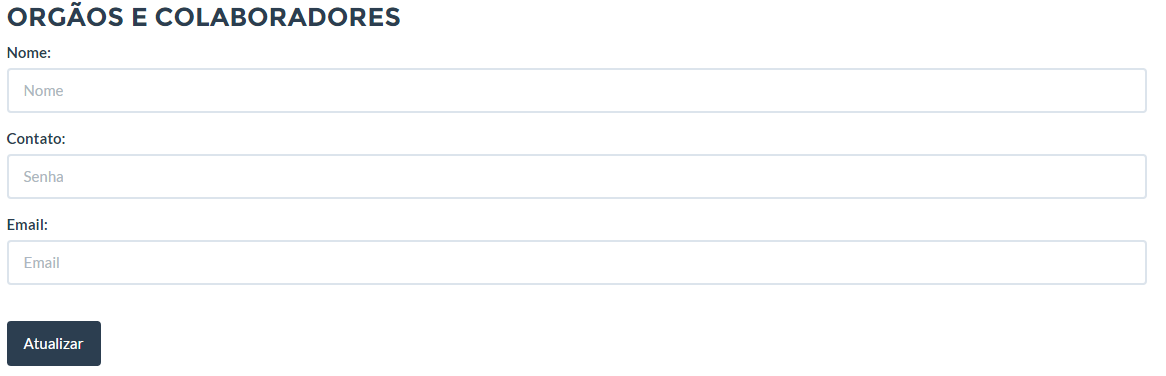 ORGÃOS E COLABORADORES
Nome:
Nome
Contato:
Senha
Email:
Email
Atualizar